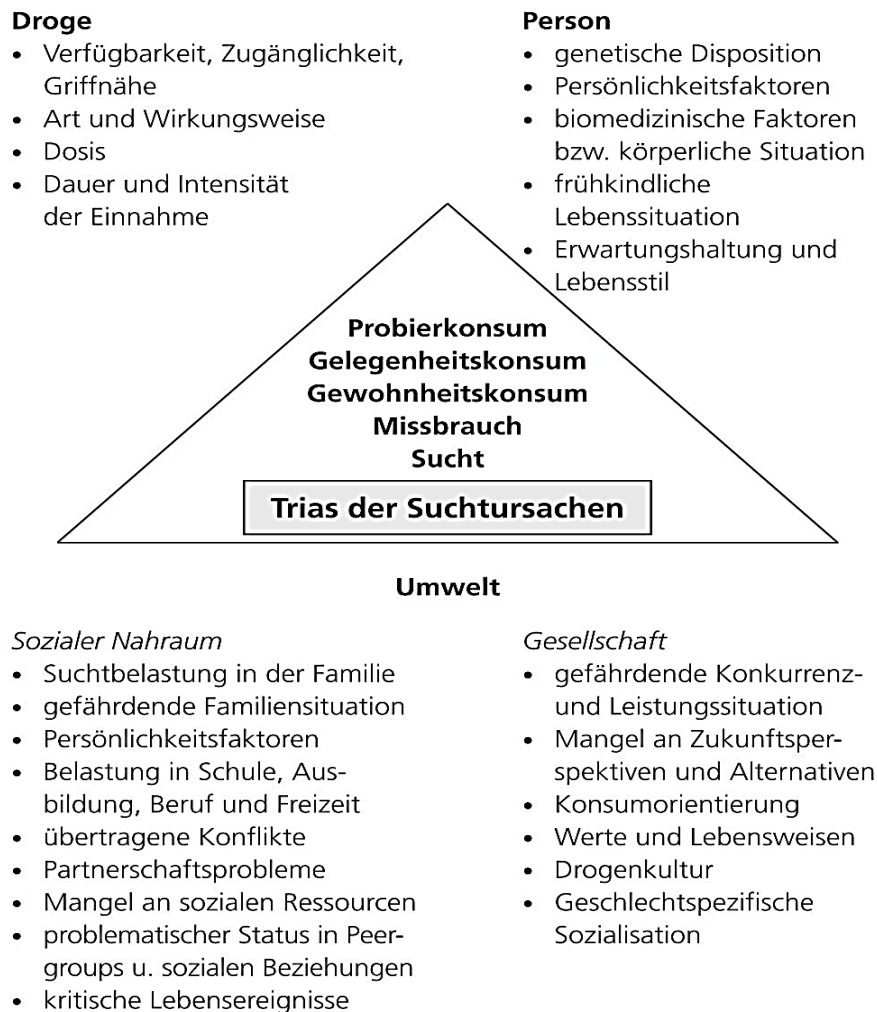 Droge
• Verfügbarkeit, Zugänglichkeit,
Griffnähe
• Art und Wirkungsweise
• Dosis
• Dauer und Intensität
der Einnahme
Person
• genetische Disposition
• Persönlichkeitsfaktoren
• biomedizinische Faktoren
bzw. körperliche Situation
• frühkindliche
Lebenssituation
• Erwartungshaltung und
Lebensstil
Probierkonsum
Gelegenheitskonsum
Gewohnheitskonsum
Missbrauch
Sucht
Trias der Suchtursachen
Umwelt
Sozialer Nahraum
• Suchtbelastung in der Familie
• gefährdende Familiensituation
• Persönlichkeitsfaktoren
• Belastung in Schule, Aus-
bildung, Beruf und Freizeit
• übertragene Konflikte
• Partnerschaftsprobleme
• Mangel an sozialen Ressourcen
• problematischer Status in Peer-
groups u. sozialen Beziehungen
• kritische Lebensereignisse
Gesellschaft
• gefährdende Konkurrenz-
und Leistungssituation
• Mangel an Zukunftsper-
spektiven und Alternativen
• Konsumorientierung
• Werte und Lebensweisen
• Drogenkultur
• Geschlechtspezifische
Sozialisation